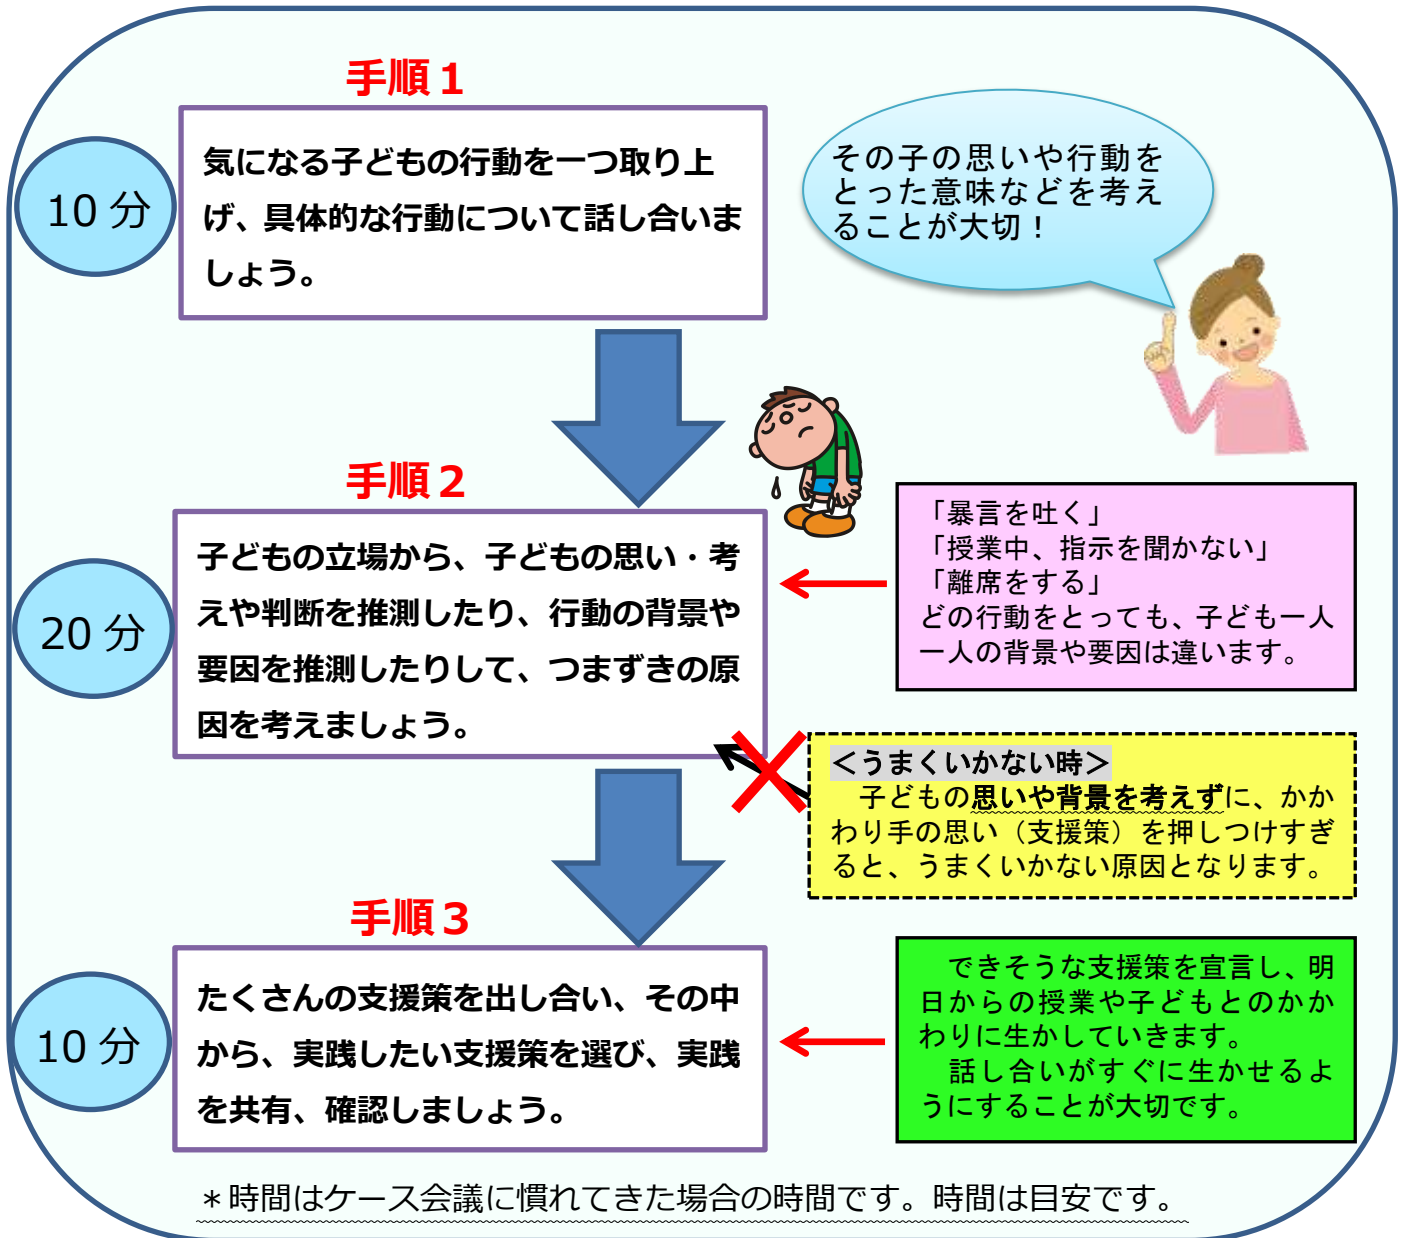 手順１
10 分
気になる子どもの行動を一つ取り上
げ、具体的な行動について話し合いま
しょう。
その子の思いや行動を
とった意味などを考え
ることが大切！
手順２
20 分
子どもの立場から、子どもの思い・考
えや判断を推測したり、行動の背景や
要因を推測したりして、つまずきの原
因を考えましょう。
「暴言を吐く」
「授業中、指示を聞かない」
「離席をする」
どの行動をとっても、子ども一人
一人の背景や要因は違います。
＜うまくいかない時＞
子どもの思いや背景を考えずに、かか
わり手の思い（支援策）を押しつけすぎ
ると、うまくいかない原因となります。
手順３
10 分
たくさんの支援策を出し合い、その中
から、実践したい支援策を選び、実践
を共有、確認しましょう。
できそうな支援策を宣言し、明
日からの授業や子どもとのかか
わりに生かしていきます。
話し合いがすぐに生かせるよ
うにすることが大切です。
＊時間はケース会議に慣れてきた場合の時間です。時間は目安です。